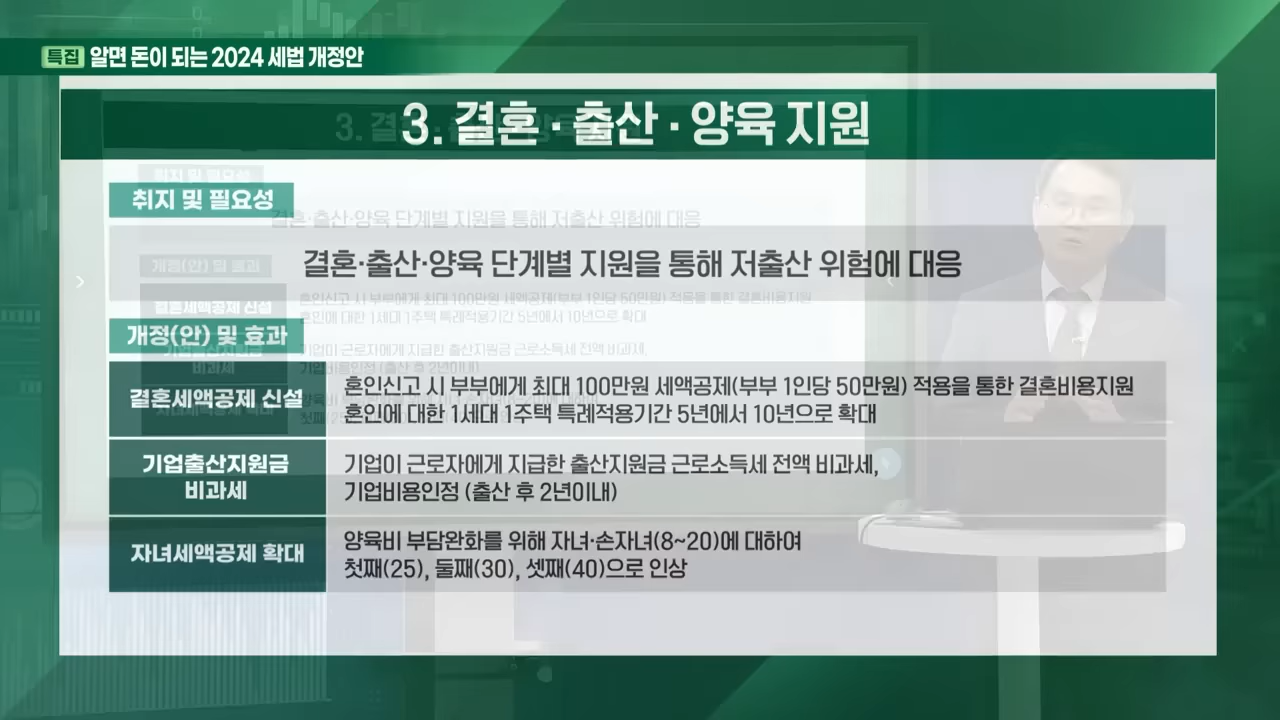 특집 알면 돈이 되는 2024 세법 개정안
3. 결혼 · 출산 · 양육 지원
취지 및 필요성
결혼·출산·양육 단계별 지원을 통해 저출산 위험에 대응
개정(안) 및 효과
결혼세액공제 신설
혼인신고 시 부부에게 최대 100만원 세액공제(부부 1인당 50만원) 적용을 통한 결혼비용지원
혼인에 대한 1세대 1주택 특례적용기간 5년에서 10년으로 확대
기업출산지원금
비과세
기업이 근로자에게 지급한 출산지원금 근로소득세 전액 비과세,
기업비용인정 (출산 후 2년이내)
자녀세액공제 확대
양육비 부담완화를 위해 자녀·손자녀(8~20)에 대하여
첫째(25), 둘째(30), 셋째(40)으로 인상